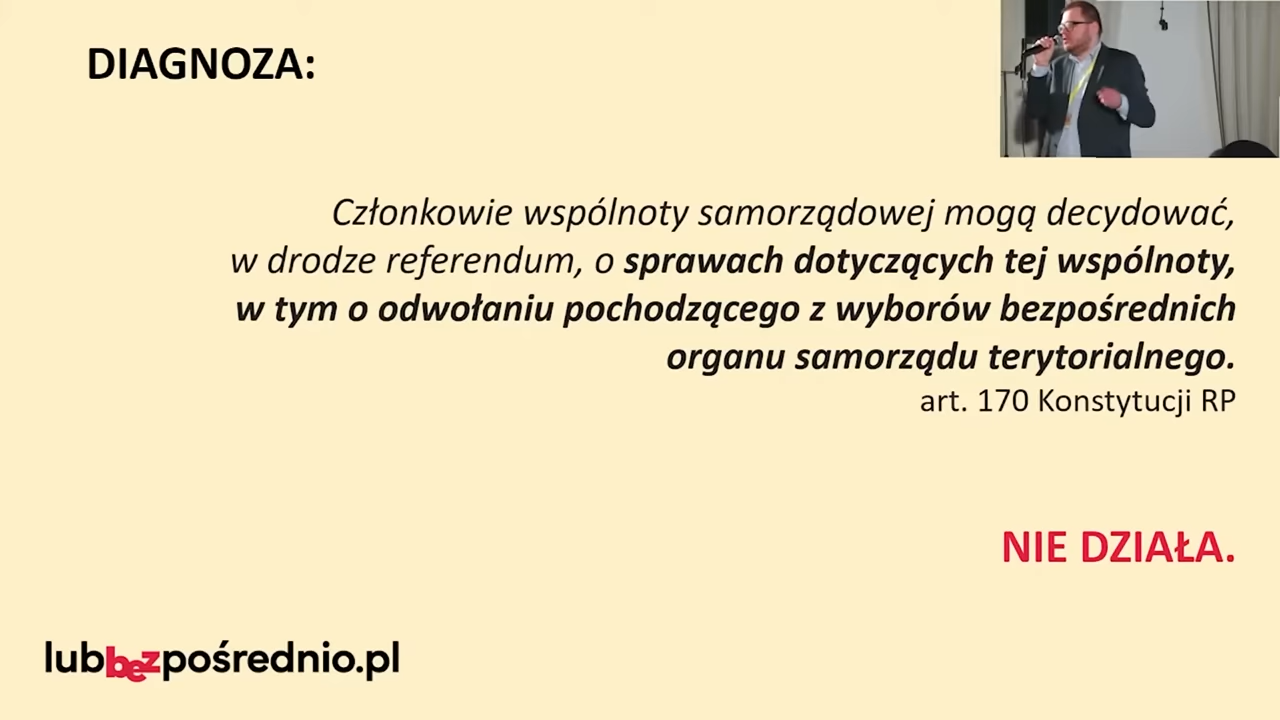 DIAGNOZA:
Członkowie wspólnoty samorządowej mogą decydować,
w drodze referendum, o sprawach dotyczących tej wspólnoty,
w tym o odwołaniu pochodzącego z wyborów bezpośrednich
organu samorządu terytorialnego.
art. 170 Konstytucji RP
NIE DZIAŁA.
lubbezpośrednio.pl